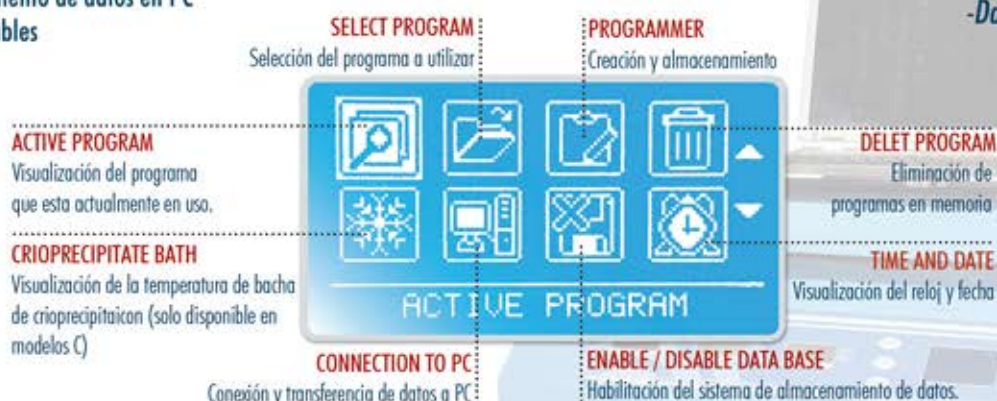 SELECT PROGRAM
Selección del programa a utilizar
PROGRAMMER
Creación y almacenamiento
ACTIVE PROGRAM
Visualización del programa
que esta actualmente en uso.
DELET PROGRAM
Eliminación de
programas en memoria
CRIOPRECIPITATE BATH
Visualización de la temperatura de bacha
de crioprecipitaicon (solo disponible en
modelos C)
TIME AND DATE
Visualización del reloj y fecha
ACTIVE PROGRAM
CONNECTION TO PC
Conexión y transferencia de datos a PC
ENABLE / DISABLE DATA BASE
Habilitación del sistema de almacenamiento de datos.